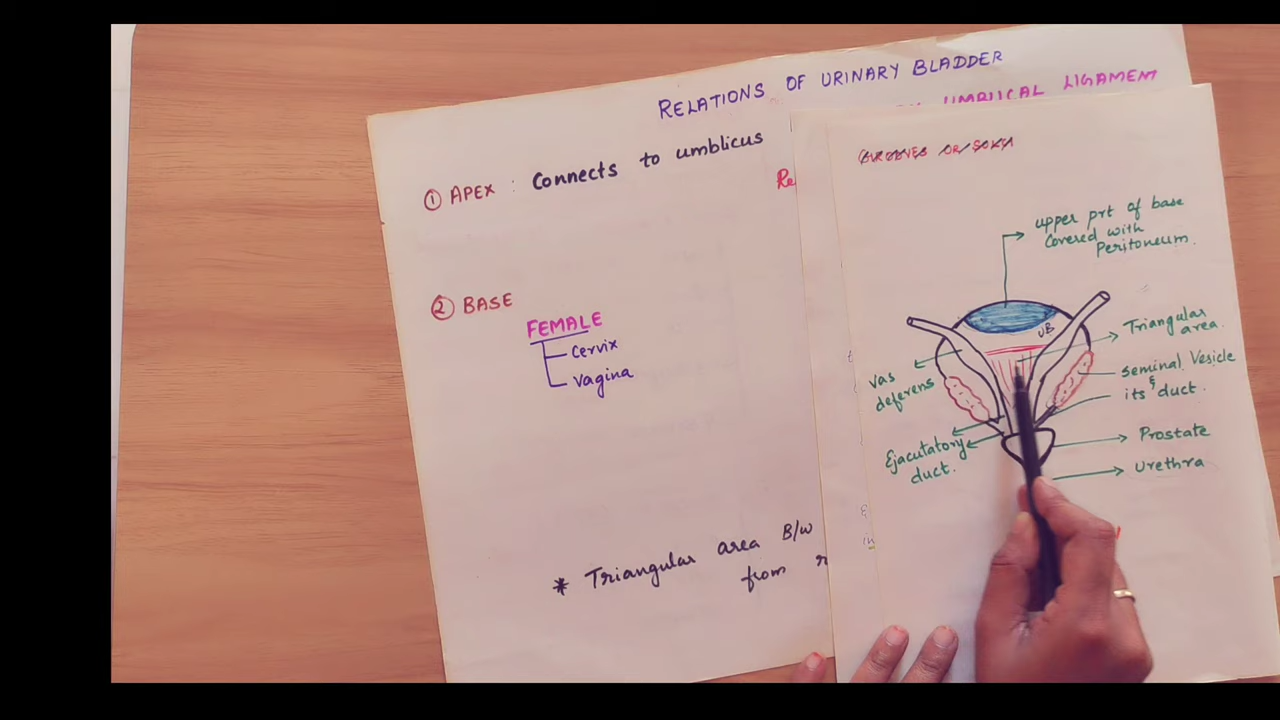 RELATIONS OF URINARY BLADDER
UMBLICAL LIGAMENT
① APEX : Connects to umblicus
Re
② BASE
FEMALE
Cervix
Vagina
* Triangular area B/w
from
upper prt of base
Covered with
Peritoneum.
UB
Triangular
area.
vas
deferens
seminal Vesicle
&
its duct.
Ejacutatory
duct.
Prostate
Urethra